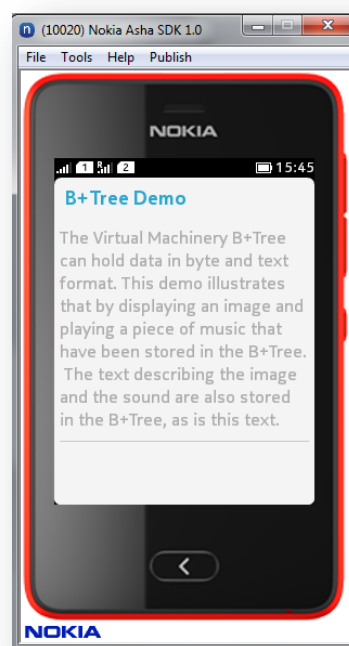 (10020) Nokia Asha SDK 1.0
File Tools Help Publish
NOKIA
1 R 2 15:45
B+Tree Demo
The Virtual Machinery B+Tree
can hold data in byte and text
format. This demo illustrates
that by displaying an image and
playing a piece of music that
have been stored in the B+Tree.
The text describing the image
and the sound are also stored
in the B+Tree, as is this text.
NOKIA